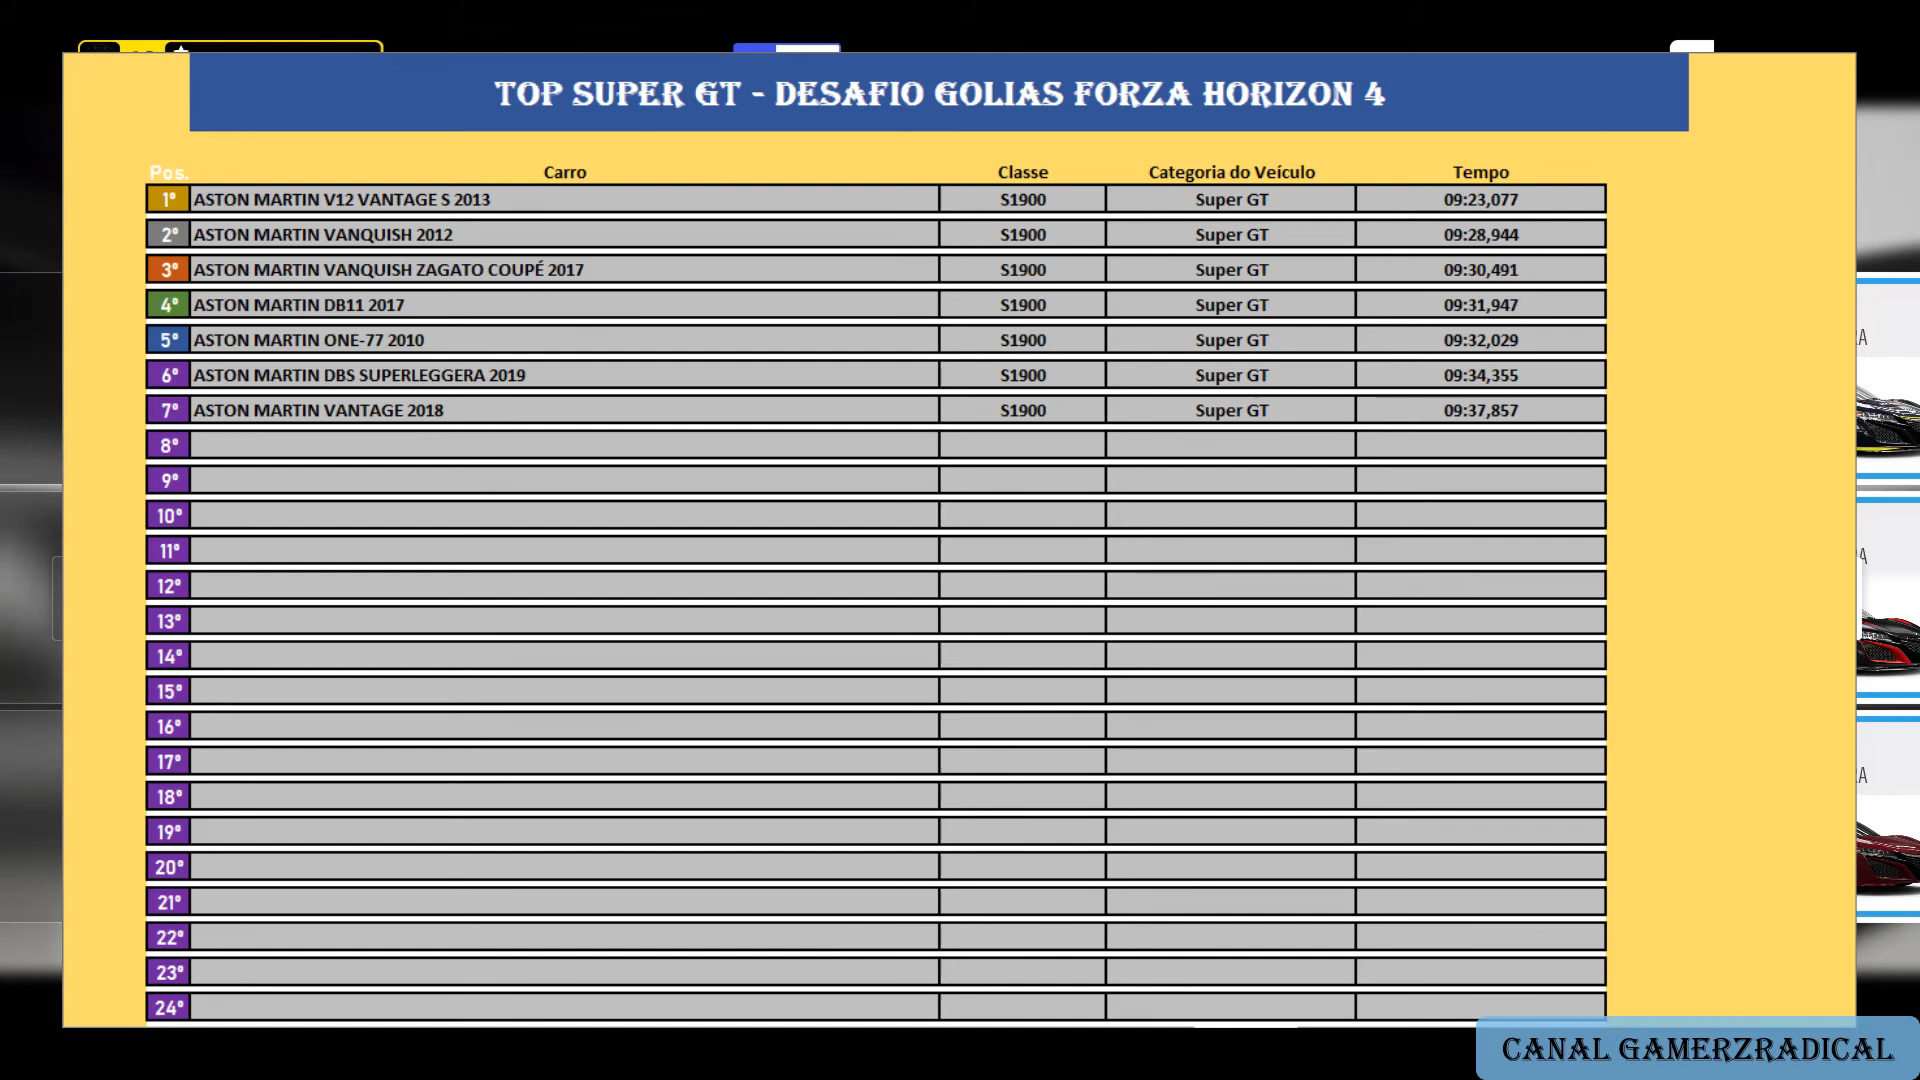 TOP SUPER GT - DESAFIO GOLIAS FORZA HORIZON 4
Pos. Carro Classe Categoria do Veículo Tempo
1º ASTON MARTIN V12 VANTAGE S 2013 S1900 Super GT 09:23,077
2º ASTON MARTIN VANQUISH 2012 S1900 Super GT 09:28,944
3º ASTON MARTIN VANQUISH ZAGATO COUPÉ 2017 S1900 Super GT 09:30,491
4º ASTON MARTIN DB11 2017 S1900 Super GT 09:31,947
5º ASTON MARTIN ONE-77 2010 S1900 Super GT 09:32,029
6º ASTON MARTIN DBS SUPERLEGGERA 2019 S1900 Super GT 09:34,355
7º ASTON MARTIN VANTAGE 2018 S1900 Super GT 09:37,857
8º
9º
10º
11º
12º
13º
14º
15º
16º
17º
18º
19º
20º
21º
22º
23º
24º
CANAL GAMERZRADICAL